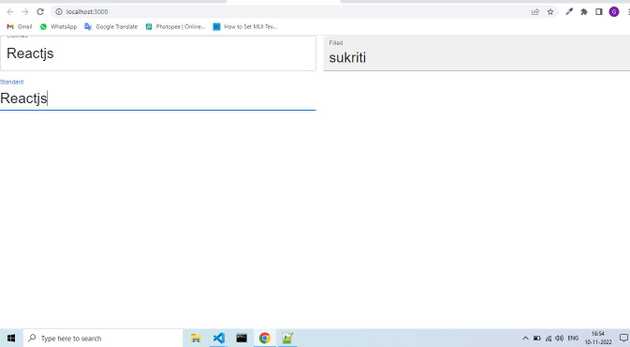 localhost:3000
Gmail
WhatsApp
Google Translate
Photopea | Online...
How to Set MUI Tex...
Outlined
Reactjs
Filled
sukriti
Standard
Reactjs
Type here to search
ENG
16:54
10-11-2022